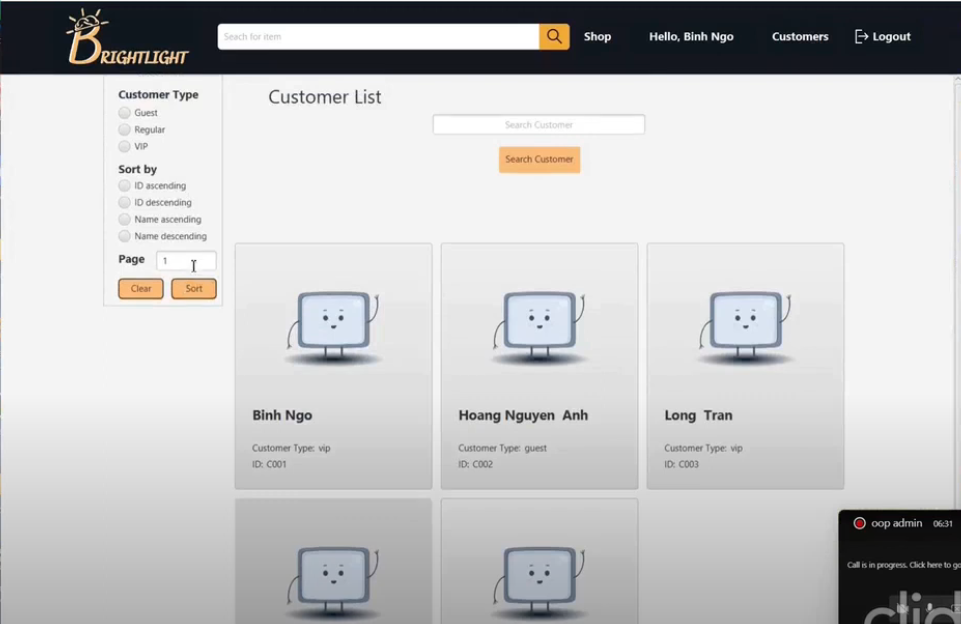 BRIGHTLIGHT
Search for item
Shop
Hello, Binh Ngo
Customers
Logout
Customer Type
Guest
Regular
VIP
Sort by
ID ascending
ID descending
Name ascending
Name descending
Page 1
Clear Sort
Customer List
Search Customer
Search Customer
Binh Ngo
Customer Type: vip
ID: C001
Hoang Nguyen Anh
Customer Type: guest
ID: C002
Long Tran
Customer Type: vip
ID: C003
oop admin 06:31
Call is in progress. Click here to go